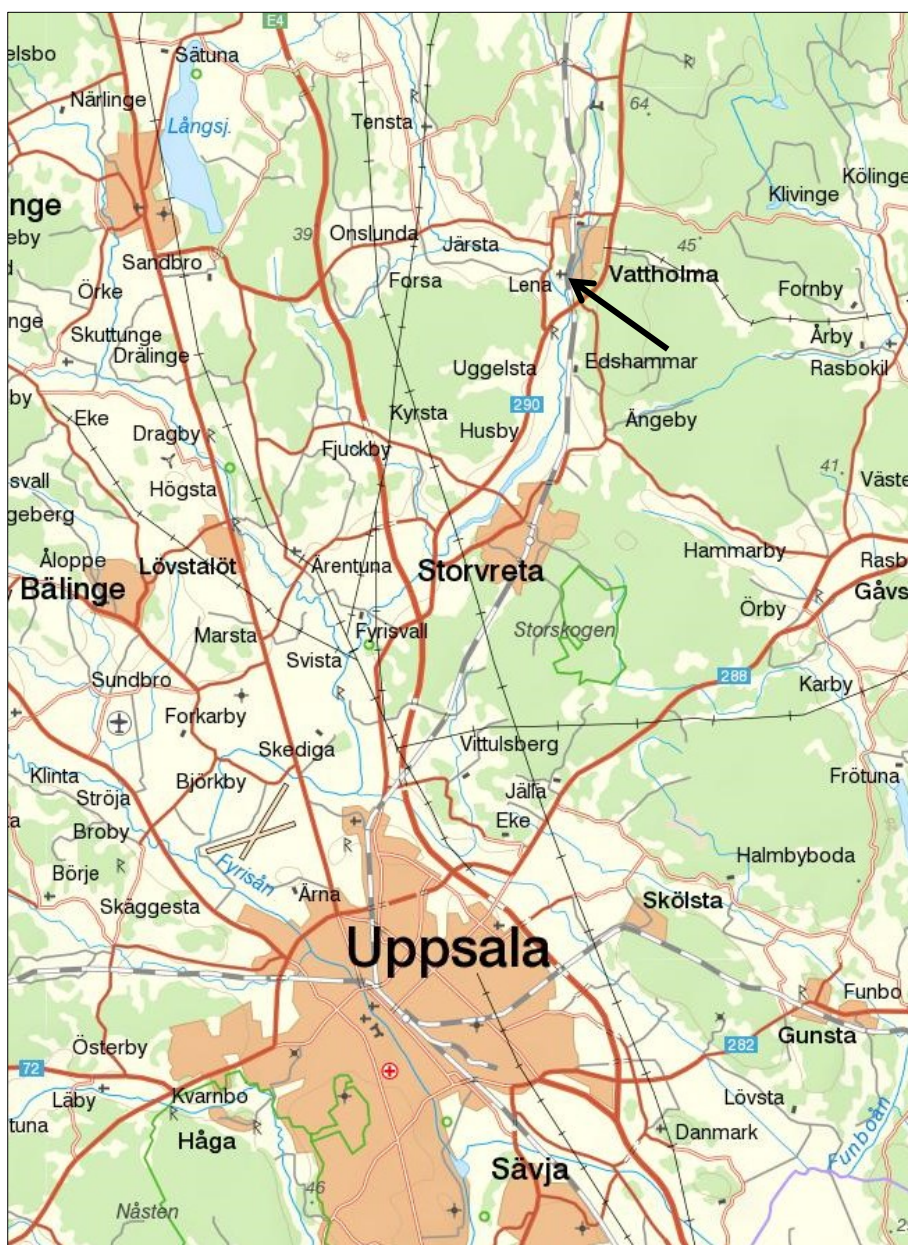 E4
elsbo
Sätuna
Närlinge
Långsj.
Tensta
64
Kölinge
Klivinge
nge
eby
39
Onslunda
Järsta
45
Sandbro
Forsa
Lena
Vattholma
Örke
Fornby
nge
Skuttunge
Drälinge
Årby
Uggelsta
Edshammar
Rasbokil
by
Eke
Kyrsta
290
Dragby
Husby
Ängeby
Fjuckby
41
svall
Högsta
Väste
geberg
Åloppe
Lövstalöt
Ärentuna
Storvreta
Hammarby
Rasb
Bälinge
Örby
Gåvs
Marsta
Fyrisvall
Storskogen
Svista
288
Sundbro
Karby
Forkarby
Skediga
Vittulsberg
Klinta
Björkby
Frötuna
Ströja
Jälla
Broby
Eke
ta
Fyrisån
Halmbyboda
Börje
Ärna
Skäggesta
Skölsta
Uppsala
Funbo
Gunsta
Österby
282
72
Läby
Kvarnbo
Lövsta
tuna
Danmark
Håga
Funboån
Sävja
Nåsten
46